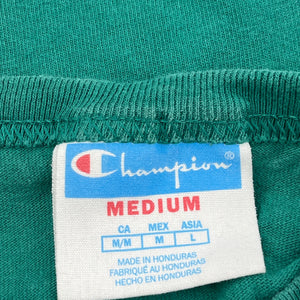 Champion®
MEDIUM
CA MEX ASIA
M/M M L
MADE IN HONDURAS
FABRIQUÉ AU HONDURAS
HECHO EN HONDURAS